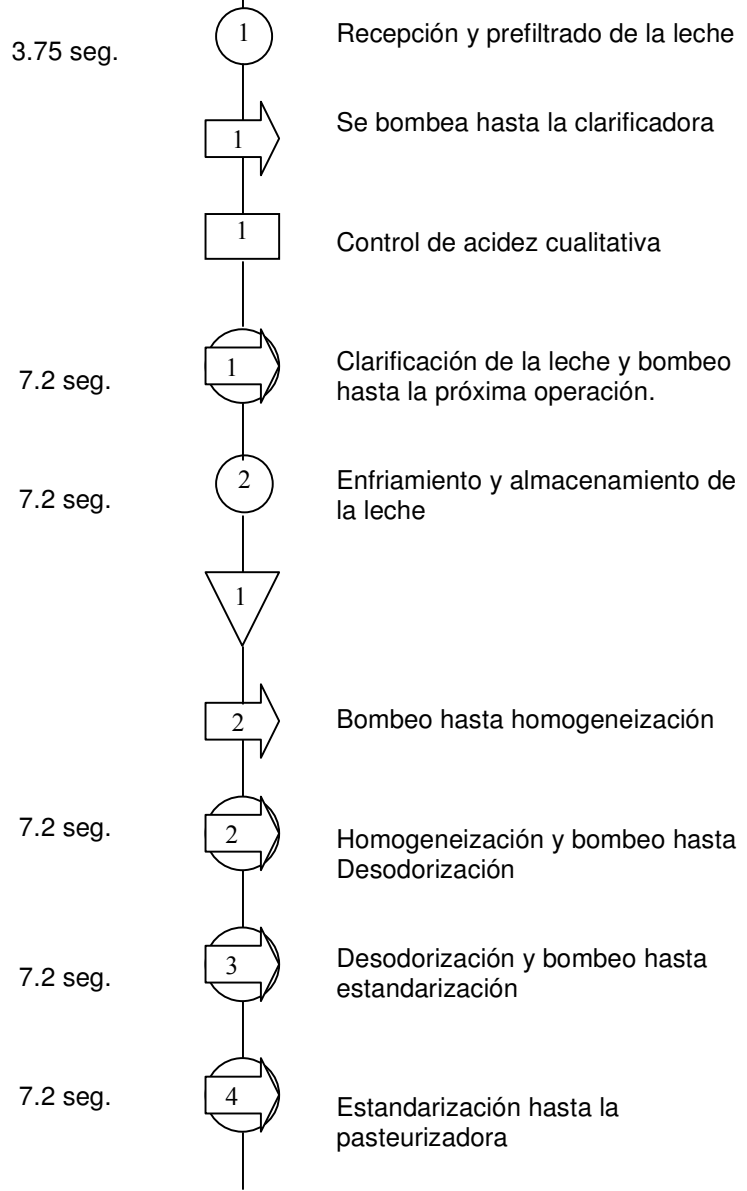 3.75 seg.
1
Recepción y prefiltrado de la leche
1
Se bombea hasta la clarificadora
1
Control de acidez cualitativa
7.2 seg.
1
Clarificación de la leche y bombeo
hasta la próxima operación.
7.2 seg.
2
Enfriamiento y almacenamiento de
la leche
1
2
Bombeo hasta homogeneización
7.2 seg.
2
Homogeneización y bombeo hasta
Desodorización
7.2 seg.
3
Desodorización y bombeo hasta
estandarización
7.2 seg.
4
Estandarización hasta la
pasteurizadora